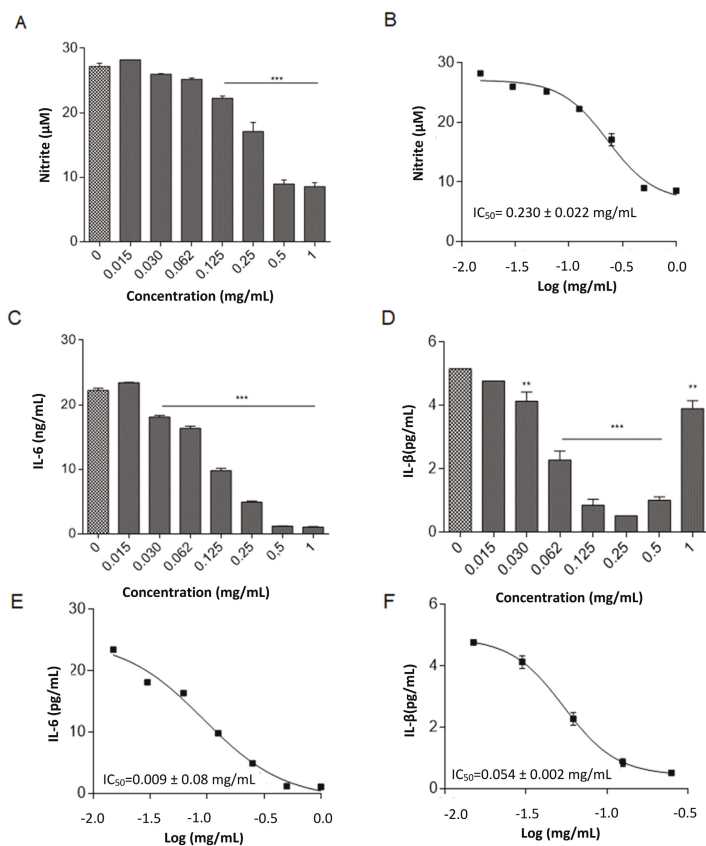 A
30
20
10
0
Nitrite (µM)
***
0 0.015 0.030 0.062 0.125 0.25 0.5 1
Concentration (mg/mL)
B
40
30
20
10
0
Nitrite (µM)
IC50= 0.230 ± 0.022 mg/mL
-2.0 -1.5 -1.0 -0.5 0.0
Log (mg/mL)
C
30
20
10
0
IL-6 (ng/mL)
***
0 0.015 0.030 0.062 0.125 0.25 0.5 1
Concentration (mg/mL)
D
6
4
2
0
IL-β(pg/mL)
**
***
**
0 0.015 0.030 0.062 0.125 0.25 0.5 1
Concentration (mg/mL)
E
30
20
10
0
IL-6 (pg/mL)
IC50=0.009 ± 0.08 mg/mL
-2.0 -1.5 -1.0 -0.5 0.0
Log (mg/mL)
F
6
4
2
0
IL-β(pg/mL)
IC50=0.054 ± 0.002 mg/mL
-2.0 -1.5 -1.0 -0.5
Log (mg/mL)